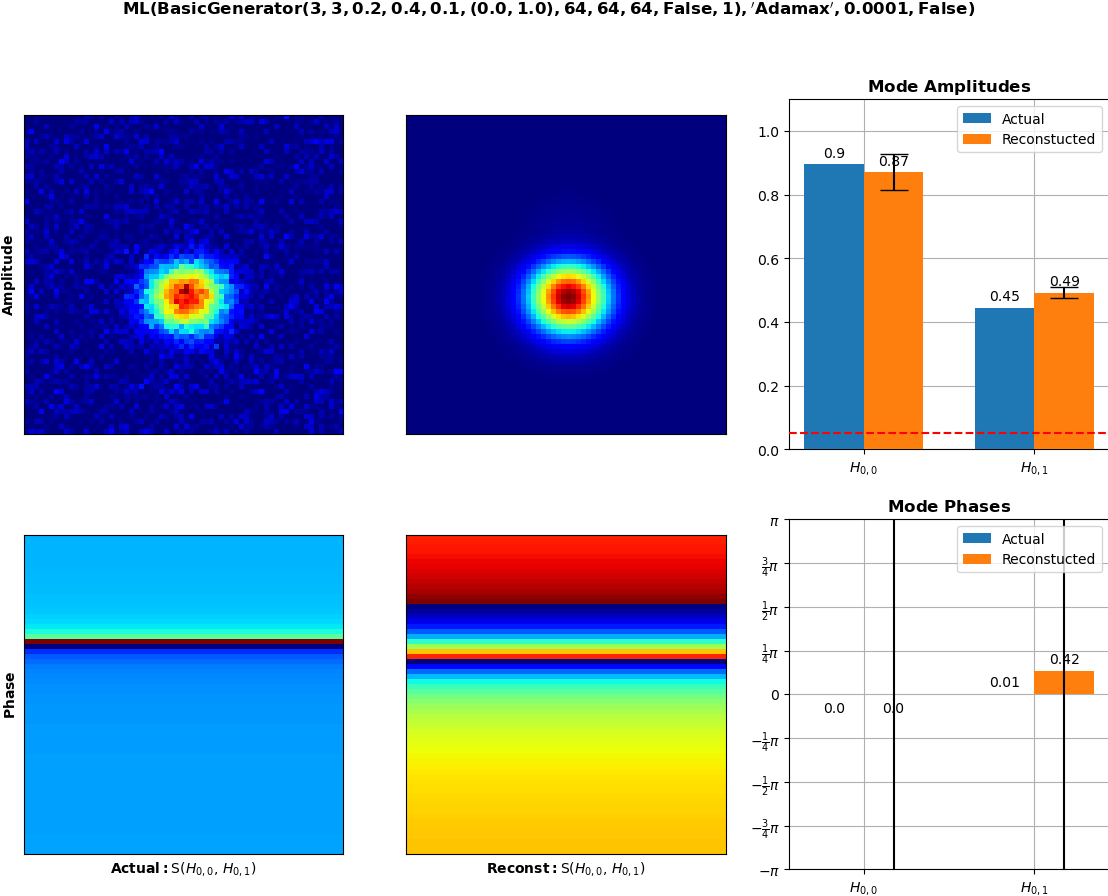 ML(BasicGenerator(3, 3, 0.2, 0.4, 0.1, (0.0, 1.0), 64, 64, 64, False, 1), ′Adamax′, 0.0001, False)
Mode Amplitudes
Amplitude
Actual
Reconstucted
1.0
0.8
0.6
0.4
0.2
0.0
0.9
0.87
0.45
0.49
H0,0
H0,1
Mode Phases
Phase
Actual
Reconstucted
π
3/4π
1/2π
1/4π
0
−1/4π
−1/2π
−3/4π
−π
0.0
0.0
0.01
0.42
H0,0
H0,1
Actual: S(H0,0, H0,1)
Reconst: S(H0,0, H0,1)